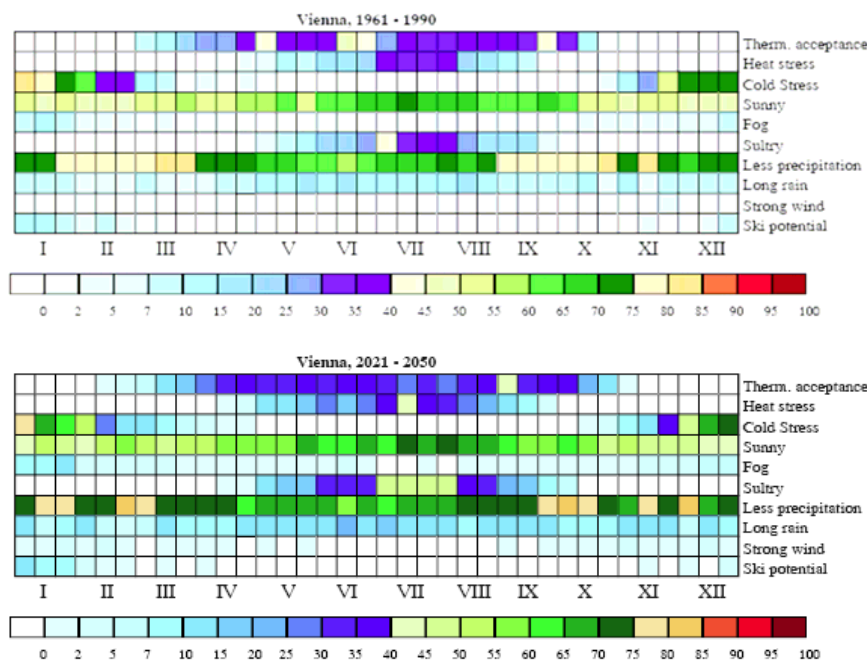 Vienna, 1961 - 1990
Therm. acceptance
Heat stress
Cold Stress
Sunny
Fog
Sultry
Less precipitation
Long rain
Strong wind
Ski potential
I II III IV V VI VII VIII IX X XI XII
0 2 5 7 10 15 20 25 30 35 40 45 50 55 60 65 70 75 80 85 90 95 100
Vienna, 2021 - 2050
Therm. acceptance
Heat stress
Cold Stress
Sunny
Fog
Sultry
Less precipitation
Long rain
Strong wind
Ski potential
I II III IV V VI VII VIII IX X XI XII
0 2 5 7 10 15 20 25 30 35 40 45 50 55 60 65 70 75 80 85 90 95 100